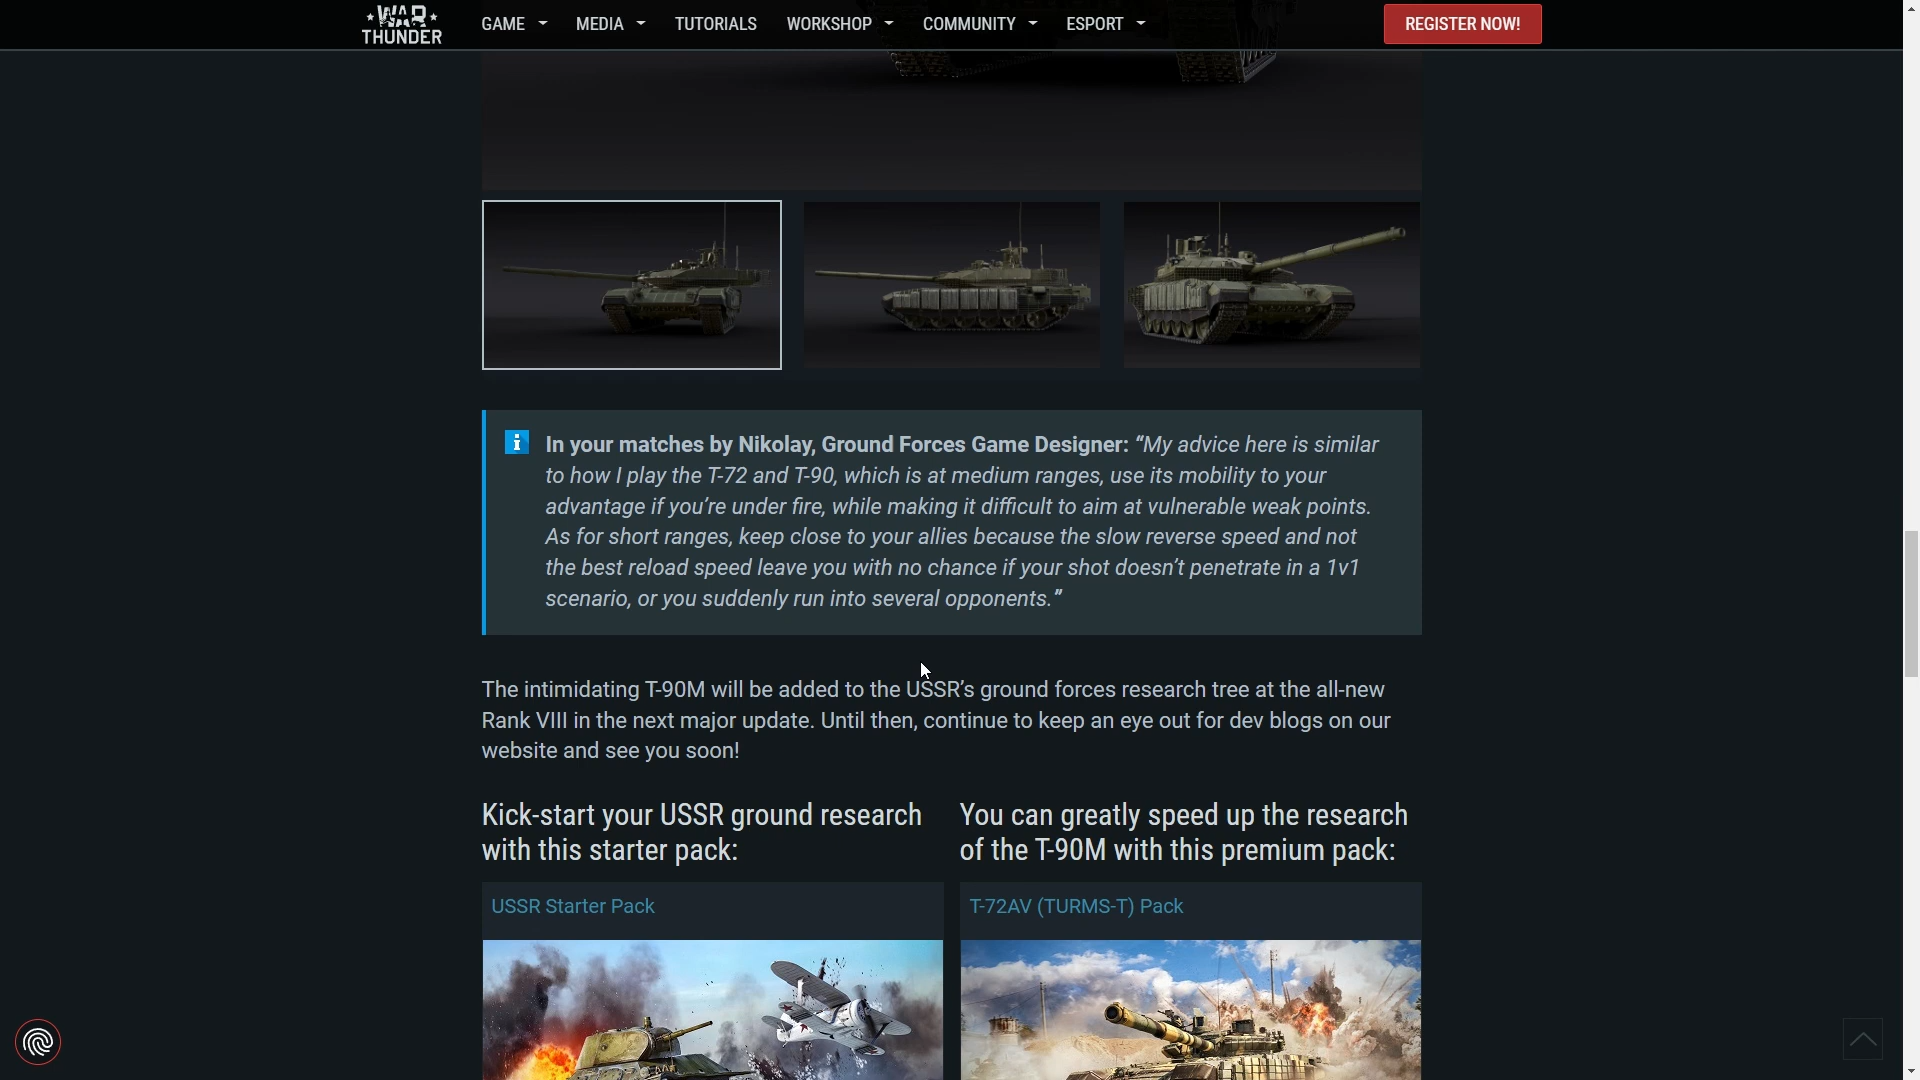 WAR
THUNDER
GAME
MEDIA
TUTORIALS
WORKSHOP
COMMUNITY
ESPORT
REGISTER NOW!
In your matches by Nikolay, Ground Forces Game Designer: “My advice here is similar
to how I play the T-72 and T-90, which is at medium ranges, use its mobility to your
advantage if you’re under fire, while making it difficult to aim at vulnerable weak points.
As for short ranges, keep close to your allies because the slow reverse speed and not
the best reload speed leave you with no chance if your shot doesn’t penetrate in a 1v1
scenario, or you suddenly run into several opponents.”
The intimidating T-90M will be added to the USSR’s ground forces research tree at the all-new
Rank VIII in the next major update. Until then, continue to keep an eye out for dev blogs on our
website and see you soon!
Kick-start your USSR ground research
with this starter pack:
You can greatly speed up the research
of the T-90M with this premium pack:
USSR Starter Pack
T-72AV (TURMS-T) Pack